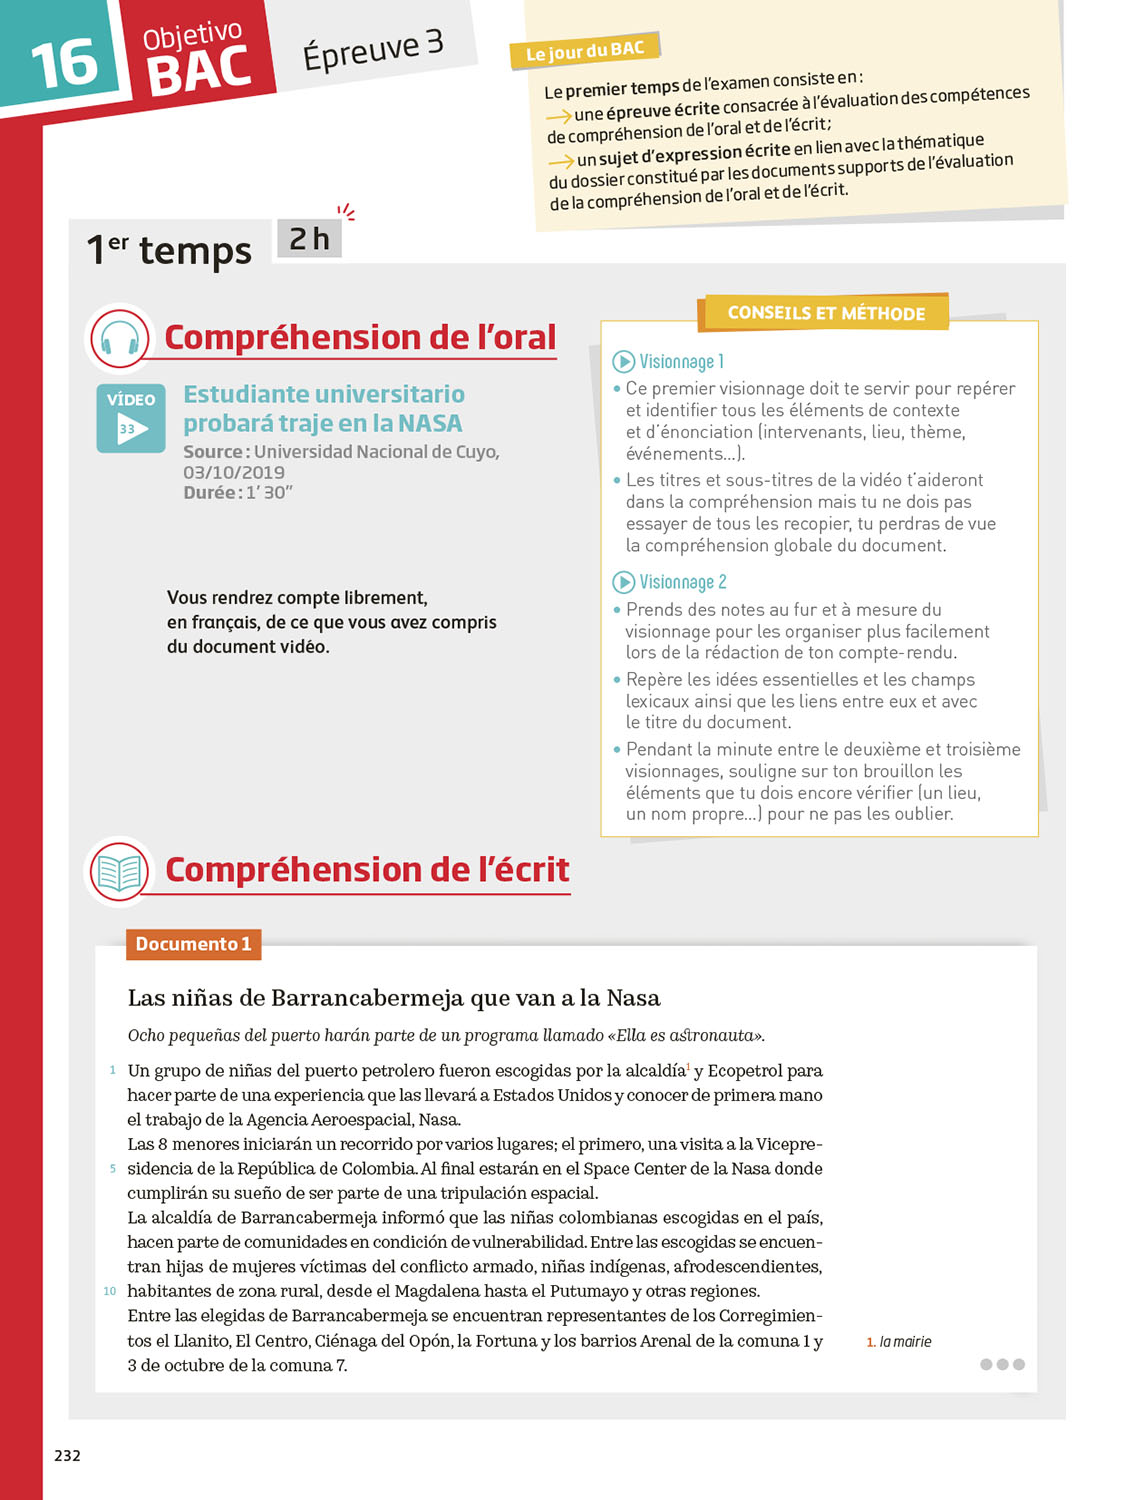 16
Objetivo
BAC
Épreuve 3
Le jour du BAC
Le premier temps de l'examen consiste en :
→ une épreuve écrite consacrée à l'évaluation des compétences
de compréhension de l'oral et de l'écrit ;
→ un sujet d'expression écrite en lien avec la thématique
du dossier constitué par les documents supports de l'évaluation
de la compréhension de l'oral et de l'écrit.
1er temps
2 h
Compréhension de l'oral
VÍDEO
33
Estudiante universitario
probará traje en la NASA
Source : Universidad Nacional de Cuyo,
03/10/2019
Durée : 1' 30"
Vous rendrez compte librement,
en français, de ce que vous avez compris
du document vidéo.
CONSEILS ET MÉTHODE
Visionnage 1
• Ce premier visionnage doit te servir pour repérer
et identifier tous les éléments de contexte
et d'énonciation (intervenants, lieu, thème,
événements...).
• Les titres et sous-titres de la vidéo t'aideront
dans la compréhension mais tu ne dois pas
essayer de tous les recopier, tu perdras de vue
la compréhension globale du document.
Visionnage 2
• Prends des notes au fur et à mesure du
visionnage pour les organiser plus facilement
lors de la rédaction de ton compte-rendu.
• Repère les idées essentielles et les champs
lexicaux ainsi que les liens entre eux et avec
le titre du document.
• Pendant la minute entre le deuxième et troisième
visionnages, souligne sur ton brouillon les
éléments que tu dois encore vérifier (un lieu,
un nom propre...) pour ne pas les oublier.
Compréhension de l'écrit
Documento 1
Las niñas de Barrancabermeja que van a la Nasa
Ocho pequeñas del puerto harán parte de un programa llamado «Ella es astronauta».
1 Un grupo de niñas del puerto petrolero fueron escogidas por la alcaldía1 y Ecopetrol para
hacer parte de una experiencia que las llevará a Estados Unidos y conocer de primera mano
el trabajo de la Agencia Aeroespacial, Nasa.
Las 8 menores iniciarán un recorrido por varios lugares; el primero, una visita a la Vicepre-
5 sidencia de la República de Colombia. Al final estarán en el Space Center de la Nasa donde
cumplirán su sueño de ser parte de una tripulación espacial.
La alcaldía de Barrancabermeja informó que las niñas colombianas escogidas en el país,
hacen parte de comunidades en condición de vulnerabilidad. Entre las escogidas se encuen-
tran hijas de mujeres víctimas del conflicto armado, niñas indígenas, afrodescendientes,
10 habitantes de zona rural, desde el Magdalena hasta el Putumayo y otras regiones.
Entre las elegidas de Barrancabermeja se encuentran representantes de los Corregimien-
tos el Llanito, El Centro, Ciénaga del Opón, la Fortuna y los barrios Arenal de la comuna 1 y
3 de octubre de la comuna 7.
1. la mairie
232